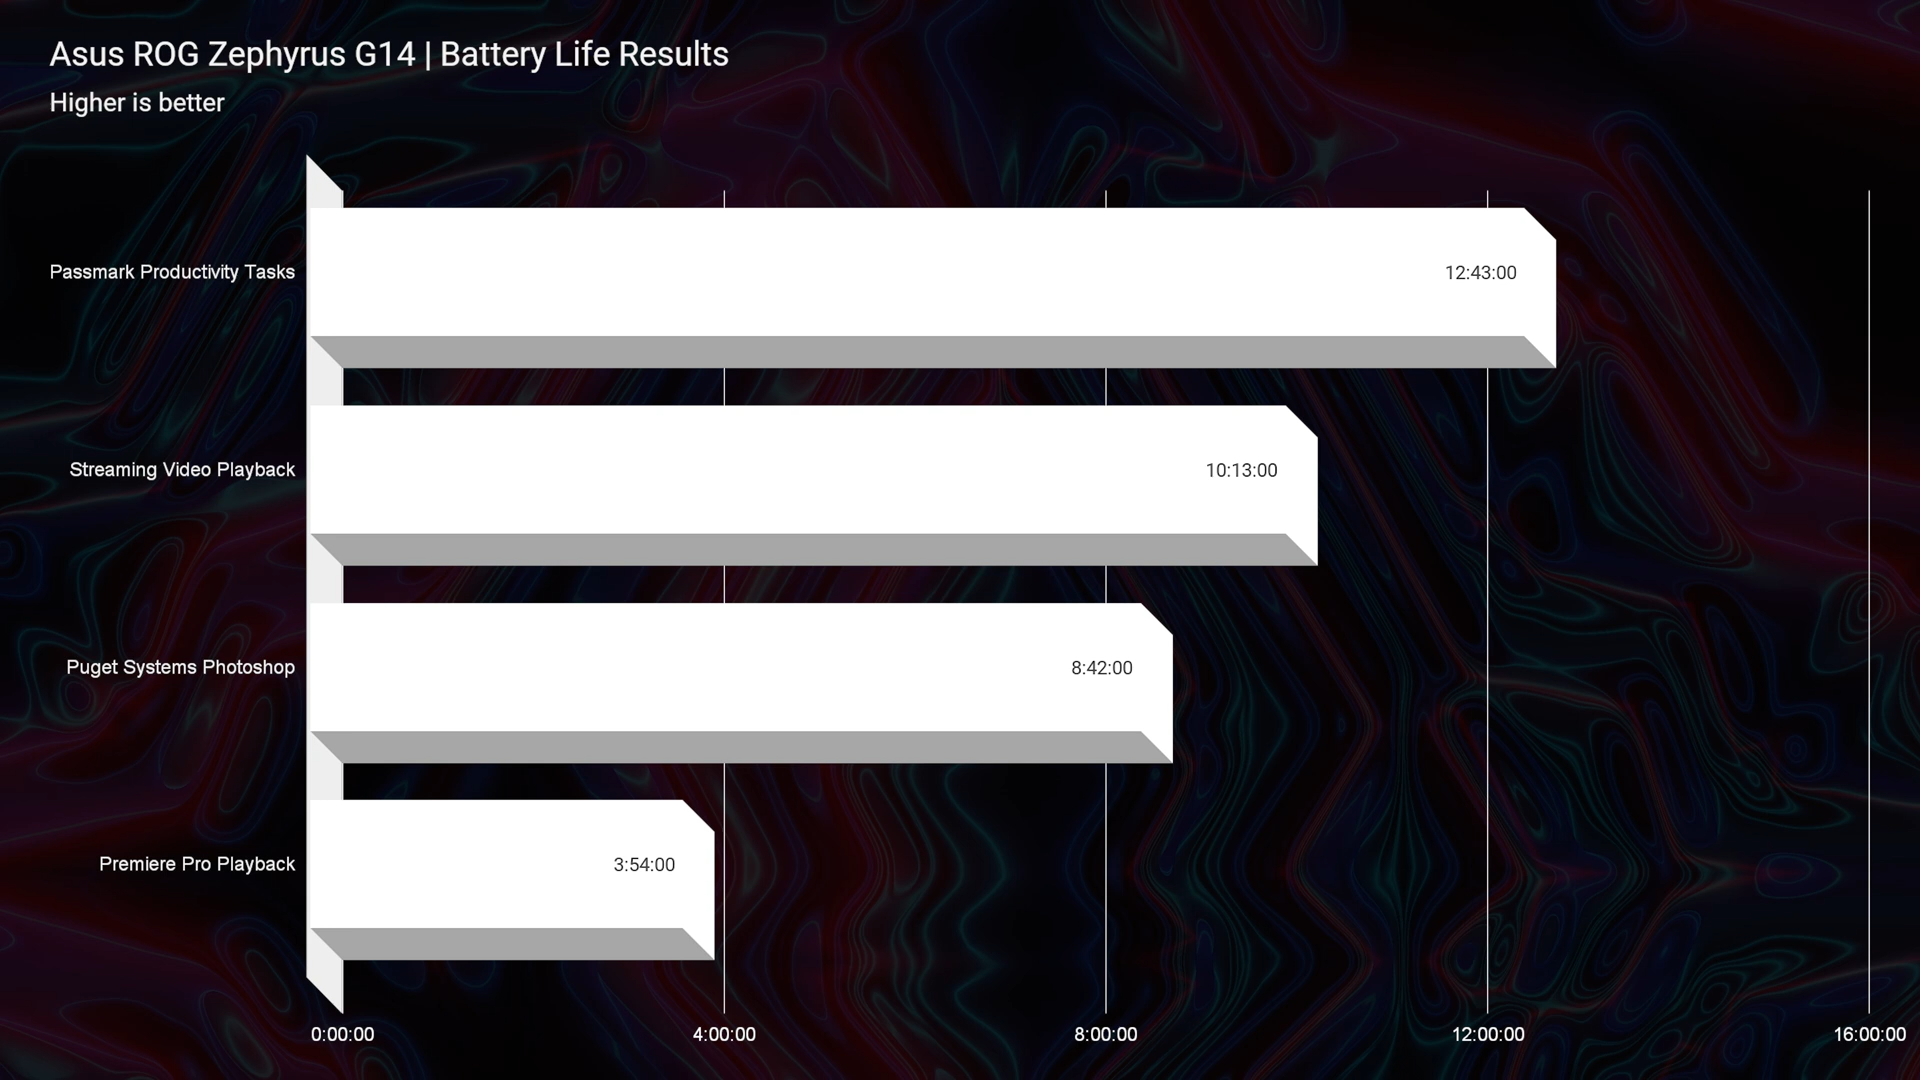 Asus ROG Zephyrus G14 | Battery Life Results
Higher is better
Passmark Productivity Tasks
12:43:00
Streaming Video Playback
10:13:00
Puget Systems Photoshop
8:42:00
Premiere Pro Playback
3:54:00
0:00:00
4:00:00
8:00:00
12:00:00
16:00:00